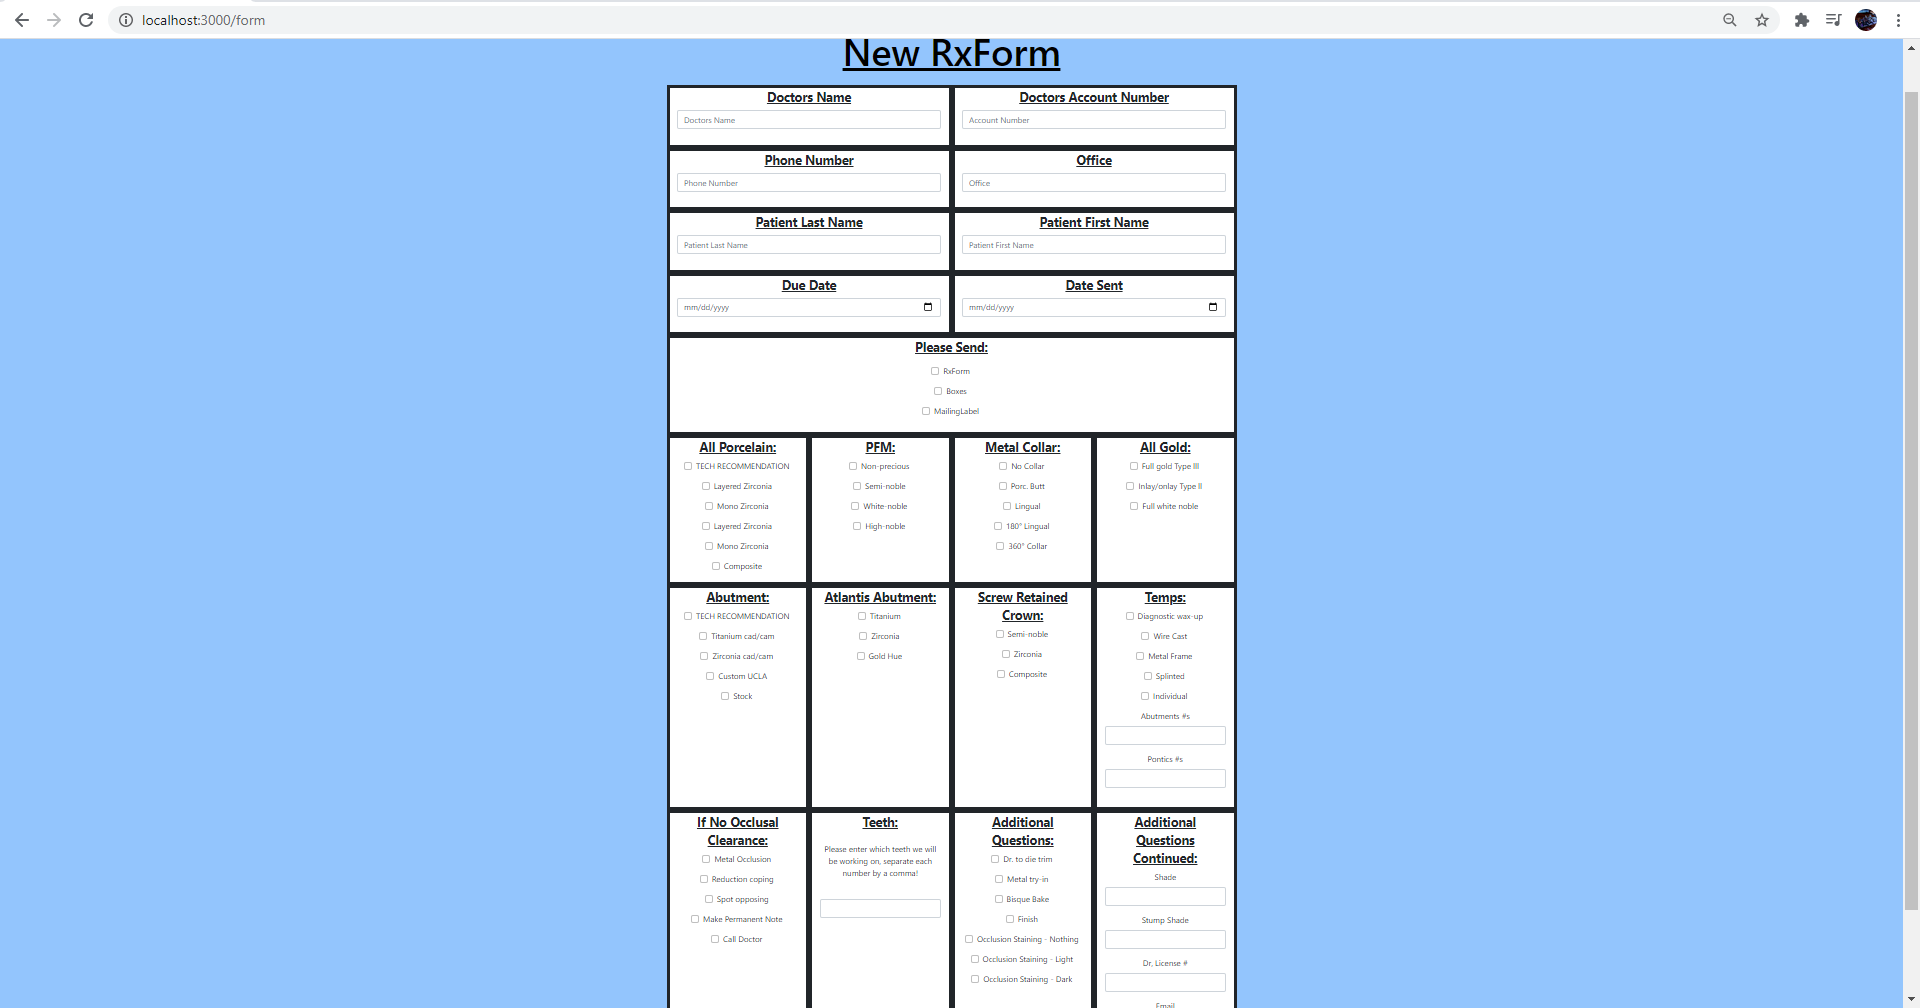 localhost:3000/form
New RxForm
Doctors Name
Doctors Account Number
Doctors Name
Account Number
Phone Number
Office
Phone Number
Office
Patient Last Name
Patient First Name
Patient Last Name
Patient First Name
Due Date
Date Sent
mm/dd/yyyy
mm/dd/yyyy
Please Send:
RxForm
Boxes
MailingLabel
All Porcelain:
TECH RECOMMENDATION
Layered Zirconia
Mono Zirconia
Layered Zirconia
Mono Zirconia
Composite
PFM:
Non-precious
Semi-noble
White-noble
High-noble
Metal Collar:
No Collar
Porc. Butt
Lingual
180° Lingual
360° Collar
All Gold:
Full gold Type III
Inlay/onlay Type II
Full white noble
Abutment:
TECH RECOMMENDATION
Titanium cad/cam
Zirconia cad/cam
Custom UCLA
Stock
Atlantis Abutment:
Titanium
Zirconia
Gold Hue
Screw Retained
Crown:
Semi-noble
Zirconia
Composite
Temps:
Diagnostic wax-up
Wire Cast
Metal Frame
Splinted
Individual
Abutments #s
Pontics #s
If No Occlusal
Clearance:
Metal Occlusion
Reduction coping
Spot opposing
Make Permanent Note
Call Doctor
Teeth:
Please enter which teeth we will
be working on, separate each
number by a comma!
Additional
Questions:
Dr. to die trim
Metal try-in
Bisque Bake
Finish
Occlusion Staining - Nothing
Occlusion Staining - Light
Occlusion Staining - Dark
Additional
Questions
Continued:
Shade
Stump Shade
Dr, License #
Email